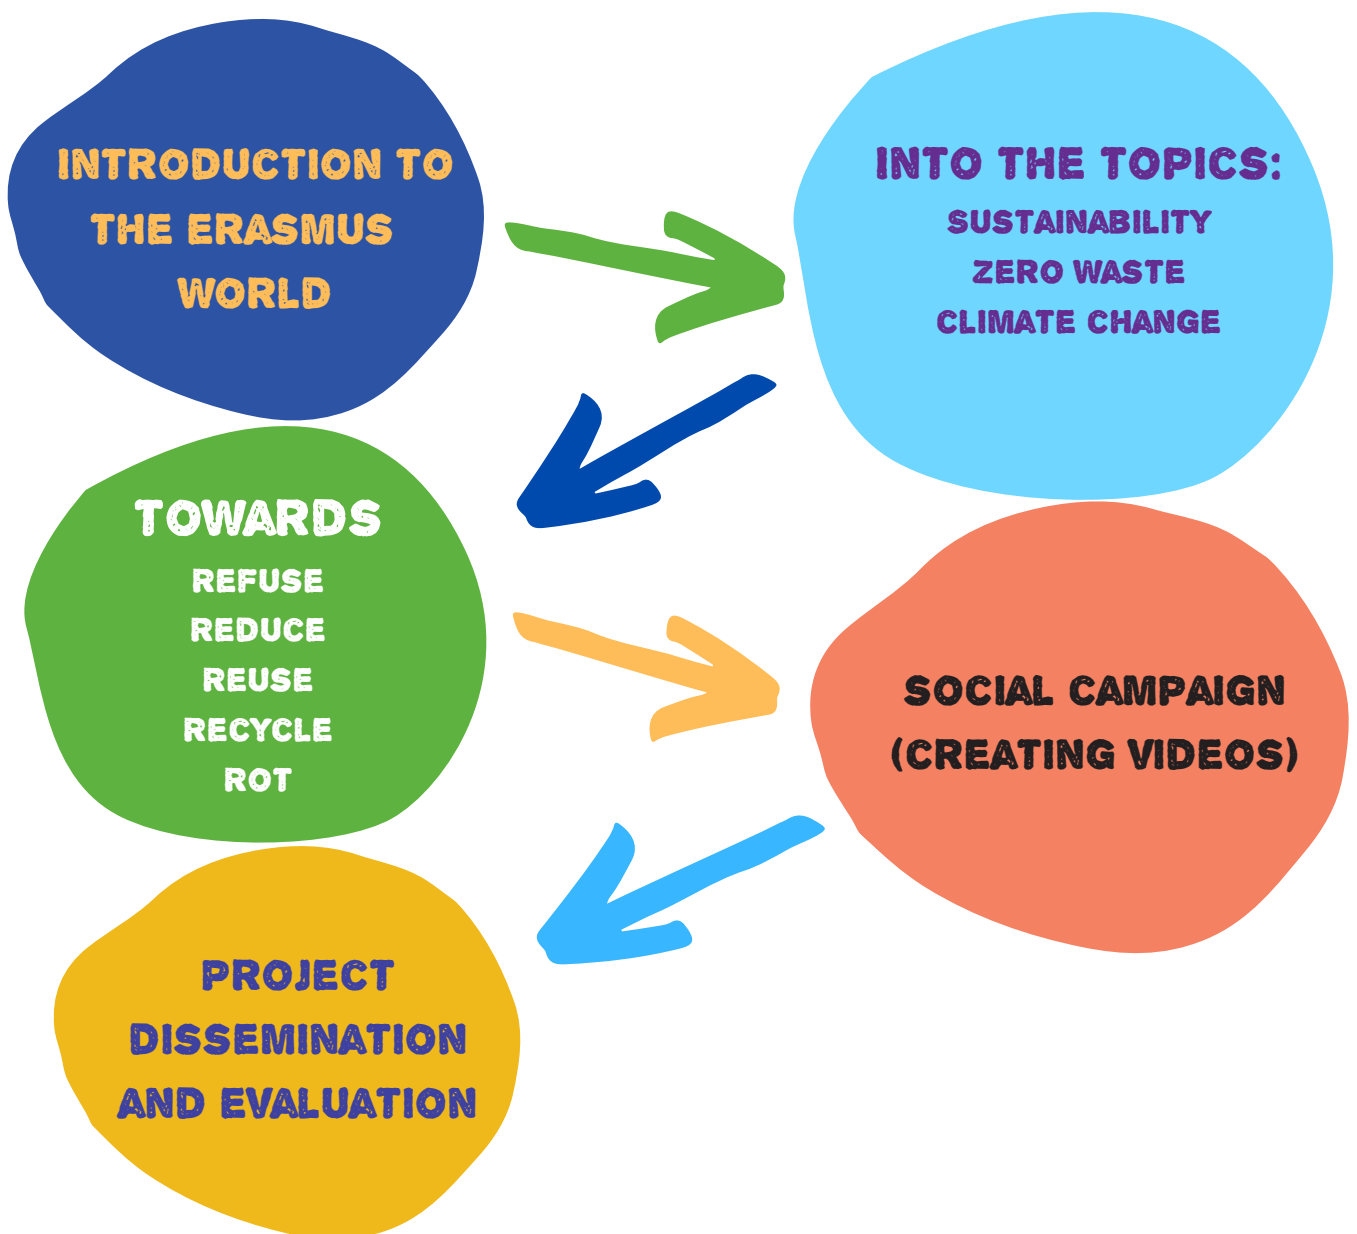 INTRODUCTION TO
THE ERASMUS
WORLD
INTO THE TOPICS:
SUSTAINABILITY
ZERO WASTE
CLIMATE CHANGE
TOWARDS
REFUSE
REDUCE
REUSE
RECYCLE
ROT
SOCIAL CAMPAIGN
(CREATING VIDEOS)
PROJECT
DISSEMINATION
AND EVALUATION